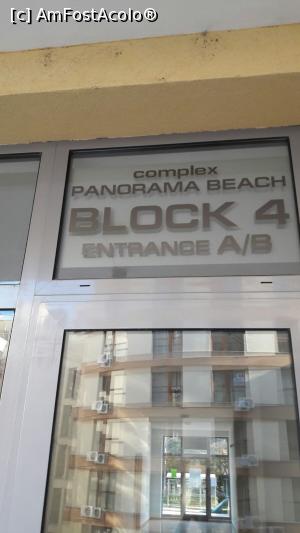 [c] AmFostAcolo®
complex
PANORAMA BEACH
BLOCK 4
ENTRANCE A/B